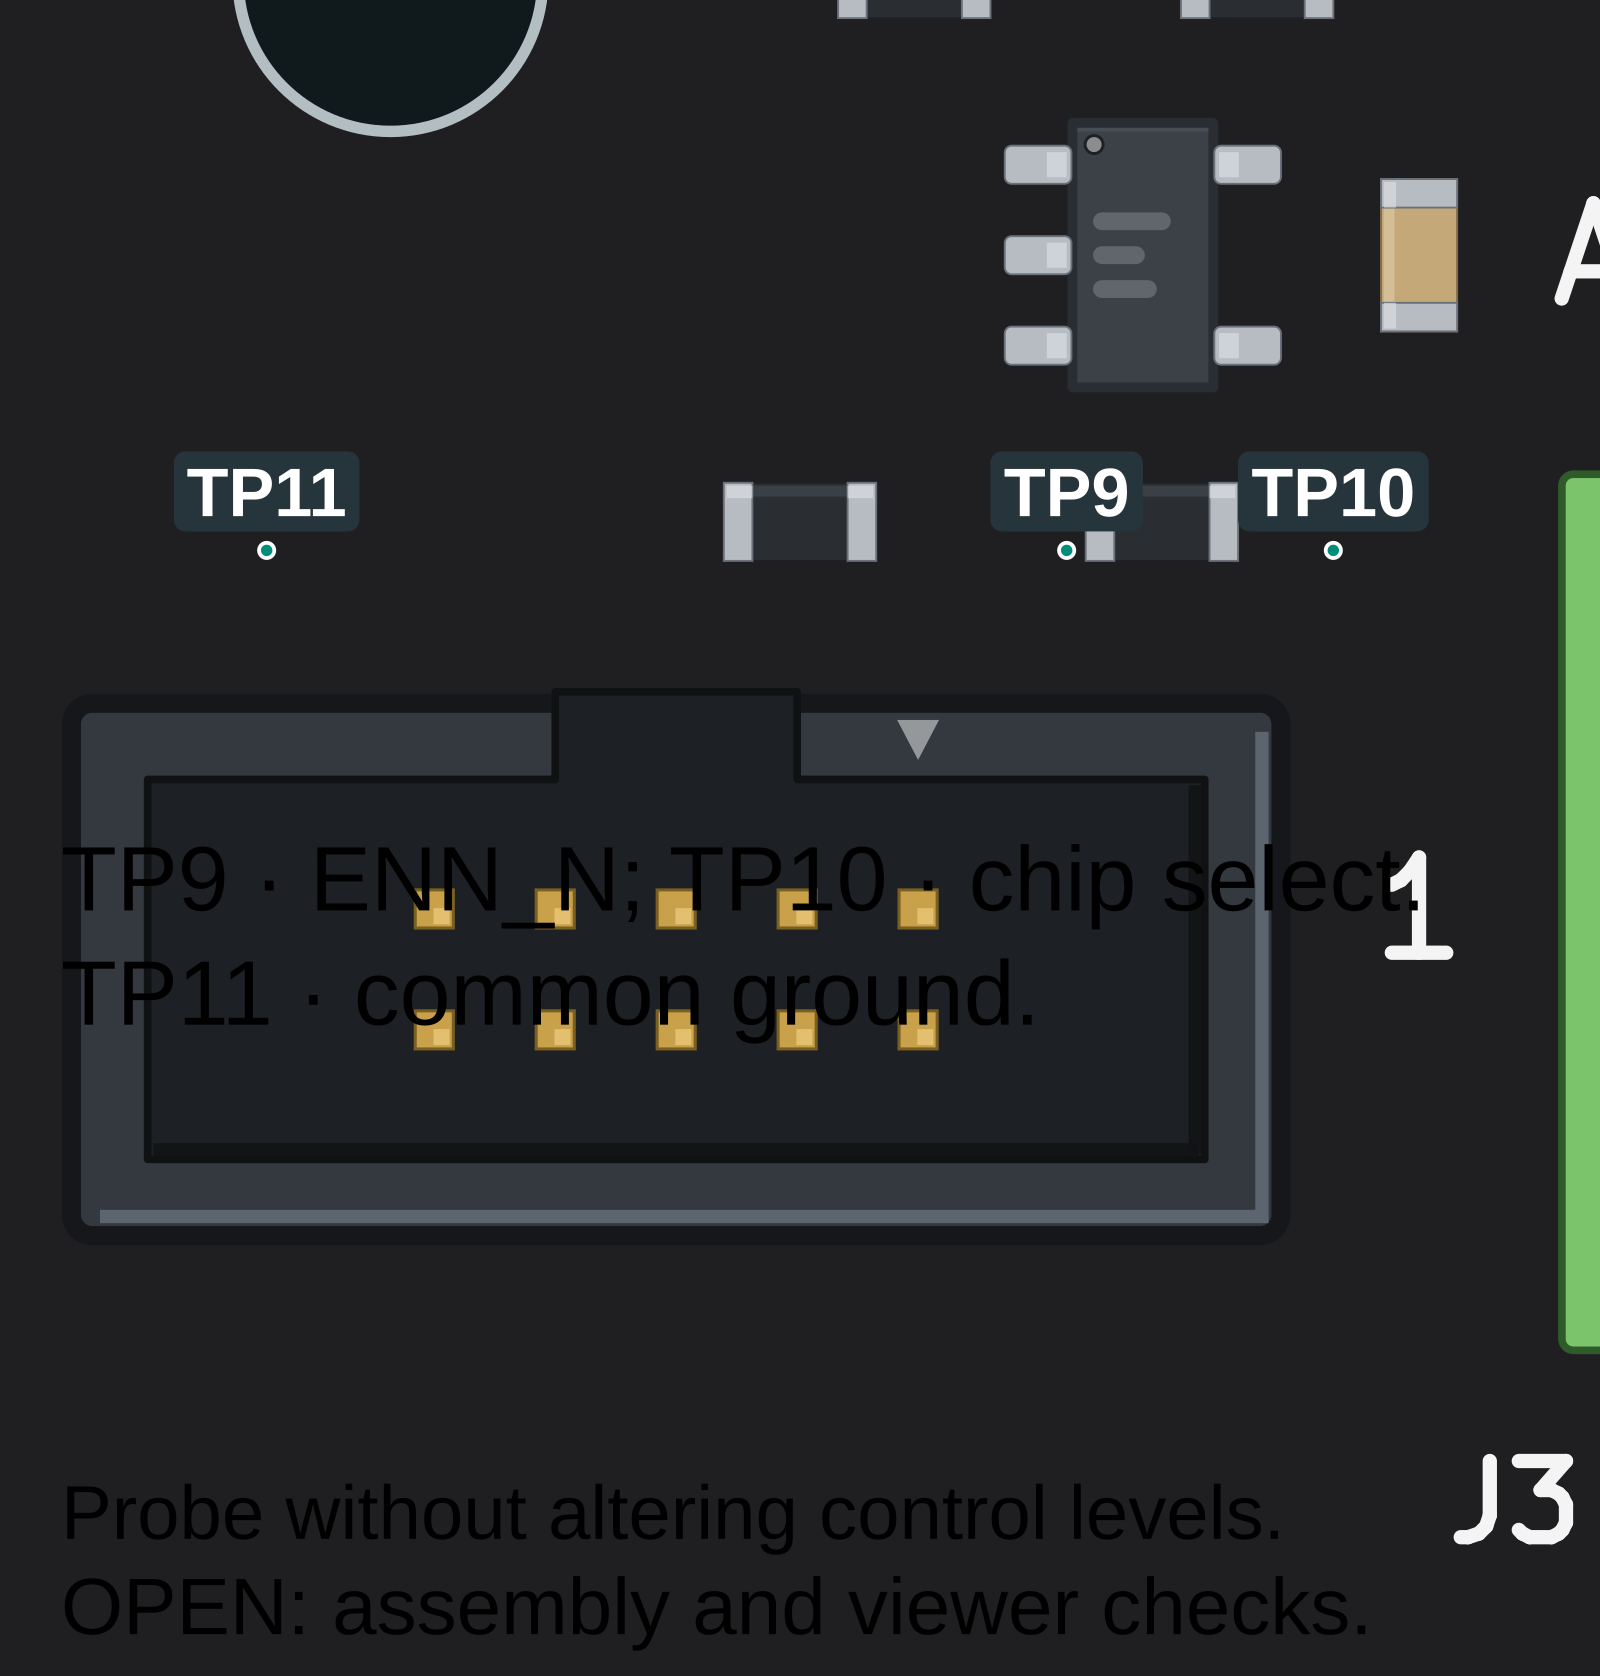 A
TP11
TP9
TP10
TP9 · ENN_N; TP10 · chip select.
1
TP11 · common ground.
J3
Probe without altering control levels.
OPEN: assembly and viewer checks.